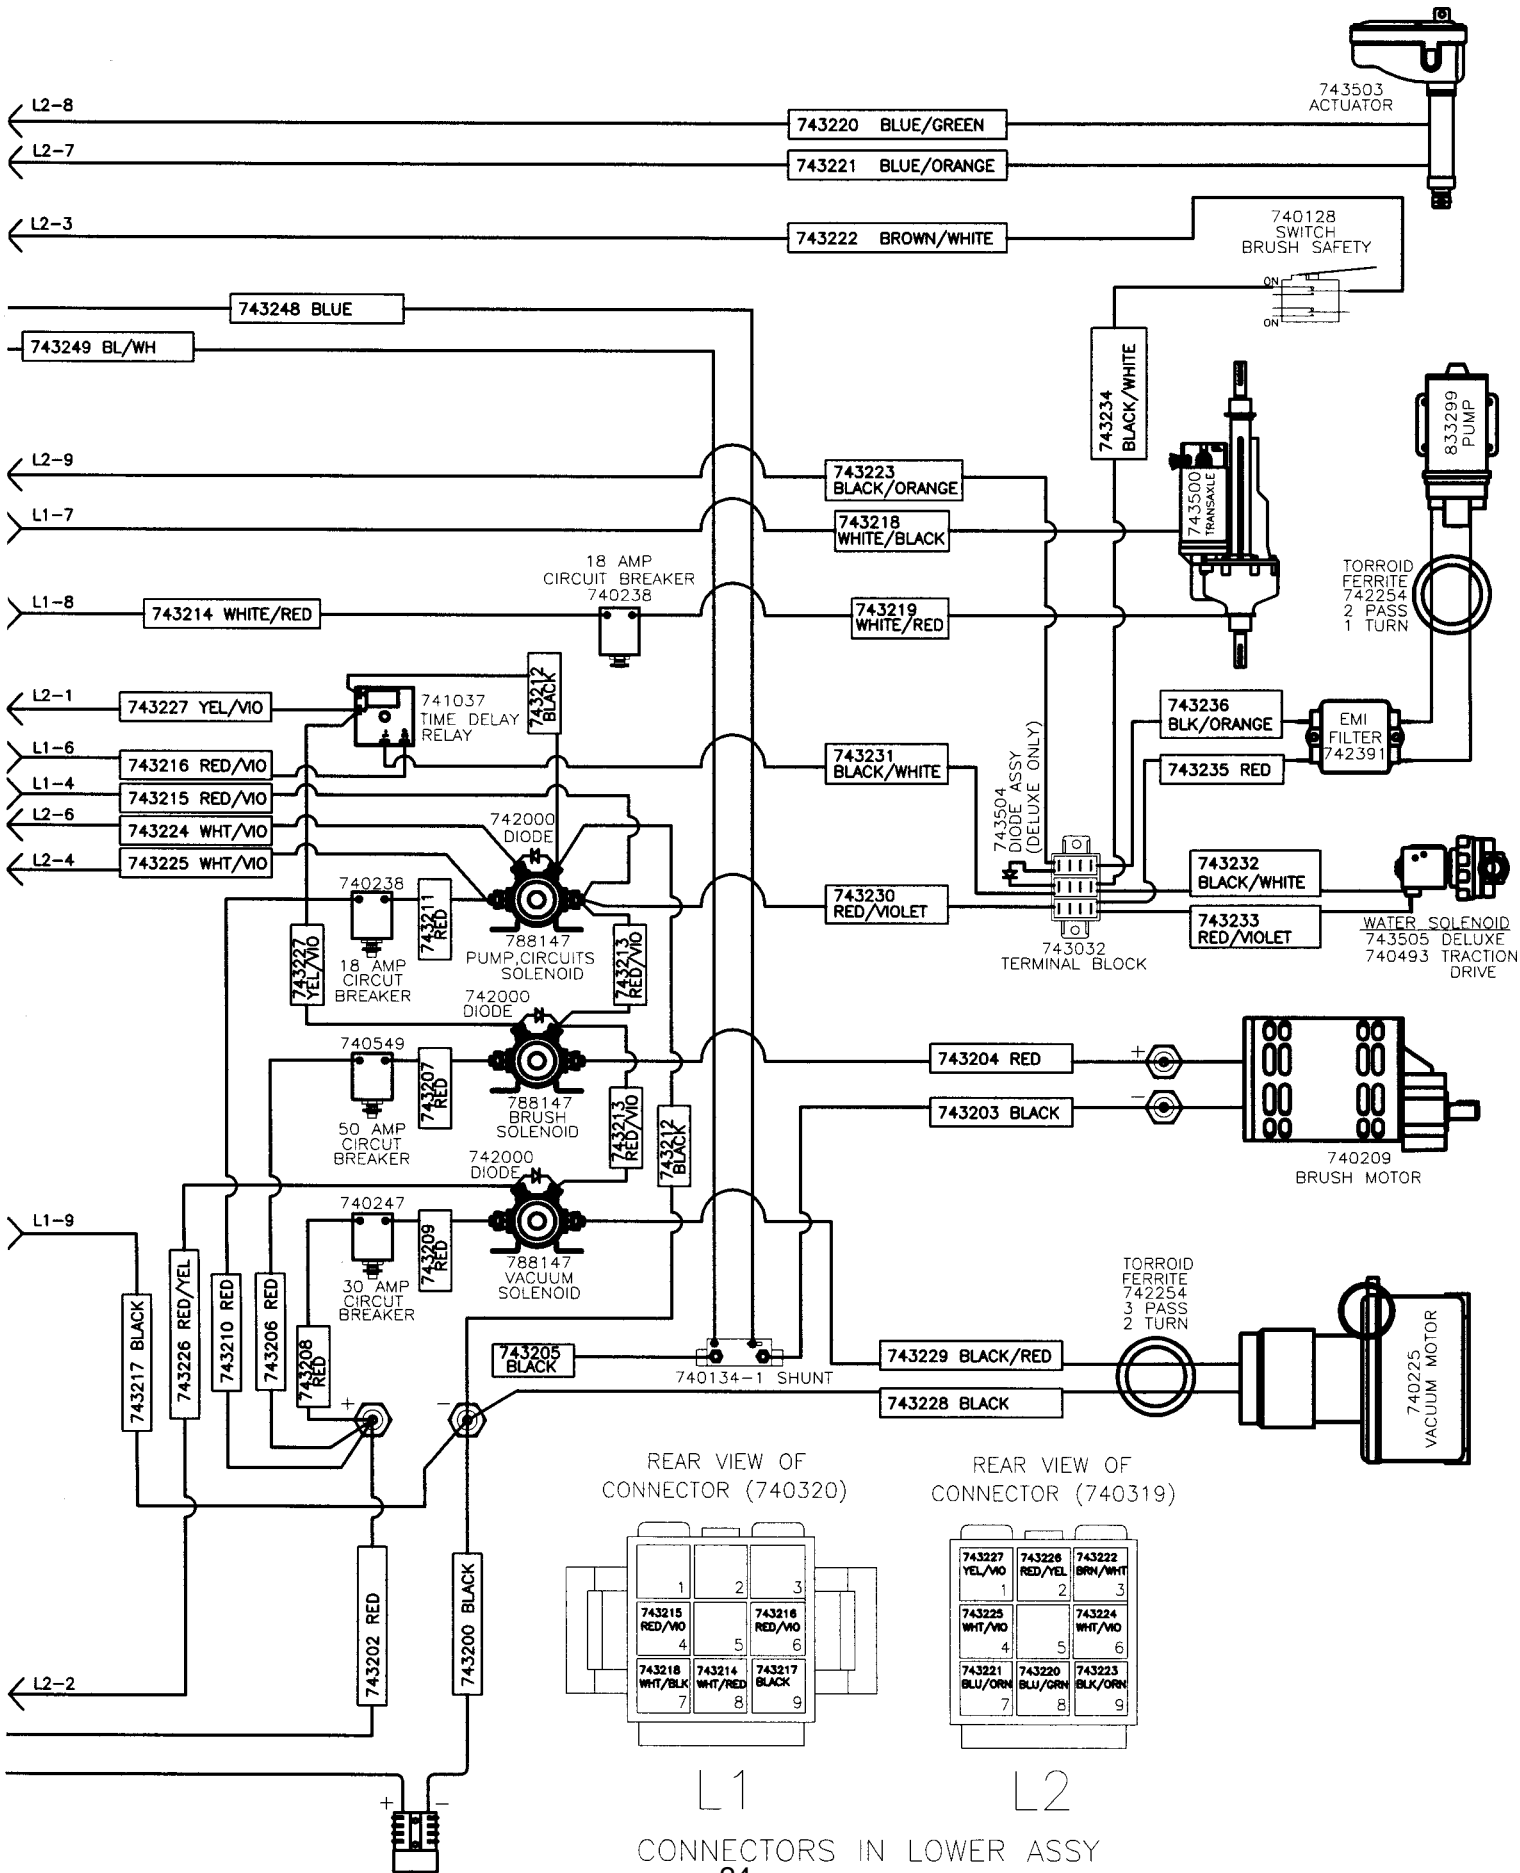 743503
ACTUATOR
L2-8
743220 BLUE/GREEN
L2-7
743221 BLUE/ORANGE
L2-3
743222 BROWN/WHITE
740128
SWITCH
BRUSH SAFETY
ON
ON
743248 BLUE
743249 BL/WH
743234
BLACK/WHITE
833299
PUMP
L2-9
743223
BLACK/ORANGE
743500
TRANSAXLE
L1-7
743218
WHITE/BLACK
18 AMP
CIRCUIT BREAKER
740238
TORROID
FERRITE
742254
2 PASS
1 TURN
L1-8
743214 WHITE/RED
743219
WHITE/RED
L2-1
743227 YEL/VIO
741037
TIME DELAY
RELAY
743212
BLACK
743236
BLK/ORANGE
EMI
FILTER
742391
L1-6
743216 RED/VIO
743231
BLACK/WHITE
743235 RED
L1-4
743215 RED/VIO
743504
DIODE ASSY
(DELUXE ONLY)
L2-6
743224 WHT/VIO
742000
DIODE
L2-4
743225 WHT/VIO
740238
743211
RED
743230
RED/VIOLET
743232
BLACK/WHITE
743233
RED/VIOLET
WATER SOLENOID
743505 DELUXE
740493 TRACTION
DRIVE
743032
TERMINAL BLOCK
788147
PUMP,CIRCUITS
SOLENOID
743213
RED/VIO
743227
YEL/VIO
18 AMP
CIRCUT
BREAKER
742000
DIODE
740549
743207
RED
743204 RED
+
743203 BLACK
-
788147
BRUSH
SOLENOID
743213
RED/VIO
743212
BLACK
50 AMP
CIRCUT
BREAKER
742000
DIODE
740209
BRUSH MOTOR
740247
743209
RED
L1-9
788147
VACUUM
SOLENOID
30 AMP
CIRCUT
BREAKER
TORROID
FERRITE
742254
3 PASS
2 TURN
743217 BLACK
743226 RED/YEL
743210 RED
743206 RED
743208
RED
743205
BLACK
-
740134-1 SHUNT
743229 BLACK/RED
743228 BLACK
740225
VACUUM MOTOR
+
-
REAR VIEW OF
CONNECTOR (740320)
REAR VIEW OF
CONNECTOR (740319)
1
2
3
743215
RED/VIO
4
5
743216
RED/VIO
6
743218
WHT/BLK
7
743214
WHT/RED
8
743217
BLACK
9
743227
YEL/VIO
1
743226
RED/YEL
2
743222
BRN/WHT
3
743225
WHT/VIO
4
5
743224
WHT/VIO
6
743221
BLU/ORN
7
743220
BLU/GRN
8
743223
BLK/ORN
9
743202 RED
743200 BLACK
L2-2
L1
L2
+
-
CONNECTORS IN LOWER ASSY